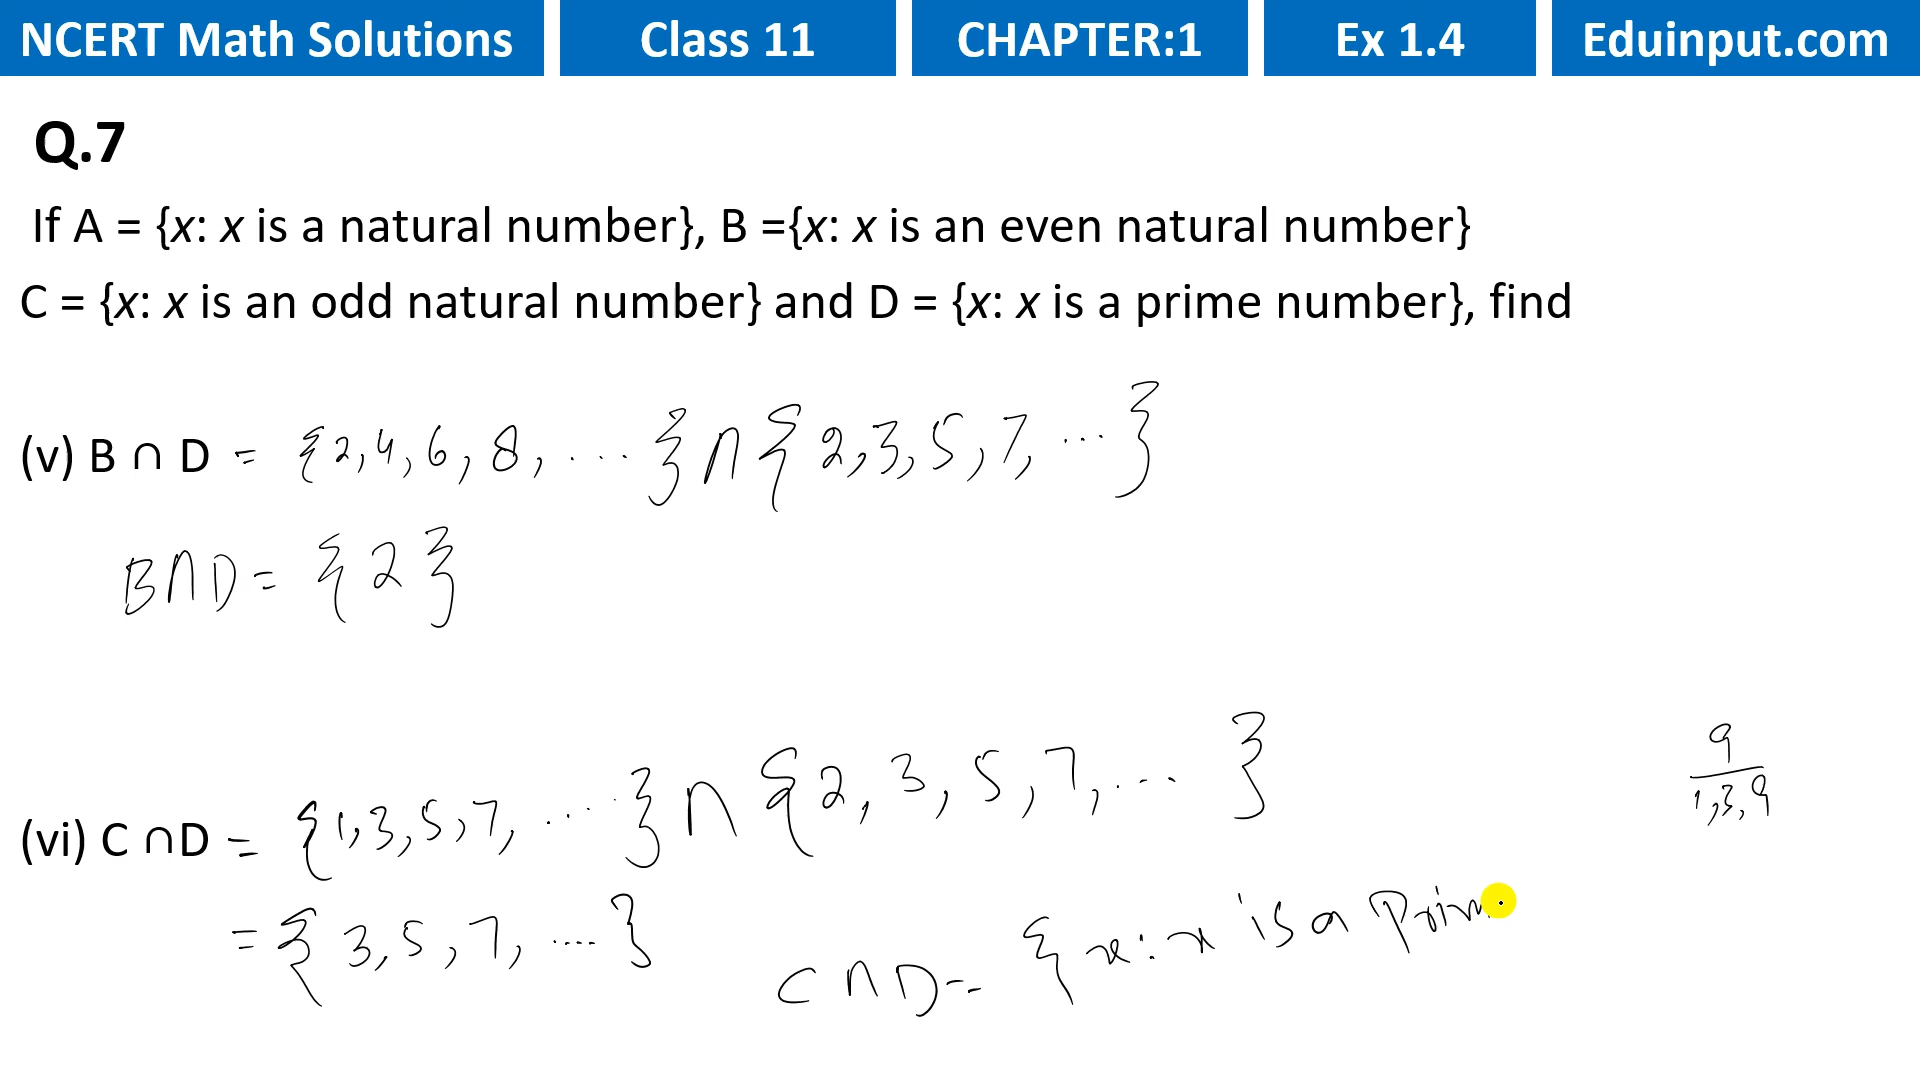 NCERT Math Solutions Class 11 CHAPTER:1 Ex 1.4 Eduinput.com
Q.7
If A = {x: x is a natural number}, B ={x: x is an even natural number}
C = {x: x is an odd natural number} and D = {x: x is a prime number}, find
(v) B ∩ D = {2,4,6,8,.....}∩{2,3,5,7,...}
B∩D= {2}
(vi) C ∩D = {1,3,5,7,....}∩{2,3,5,7,.... }
9
1,3,9
= {3,5,7,....}
C∩D= {x:x is a Prim